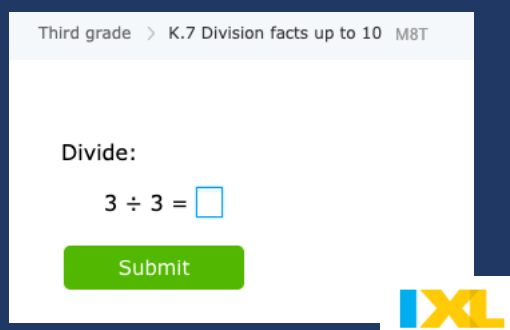 Third grade > K.7 Division facts up to 10 M8T
Divide:
3 ÷ 3 =
Submit
IXL